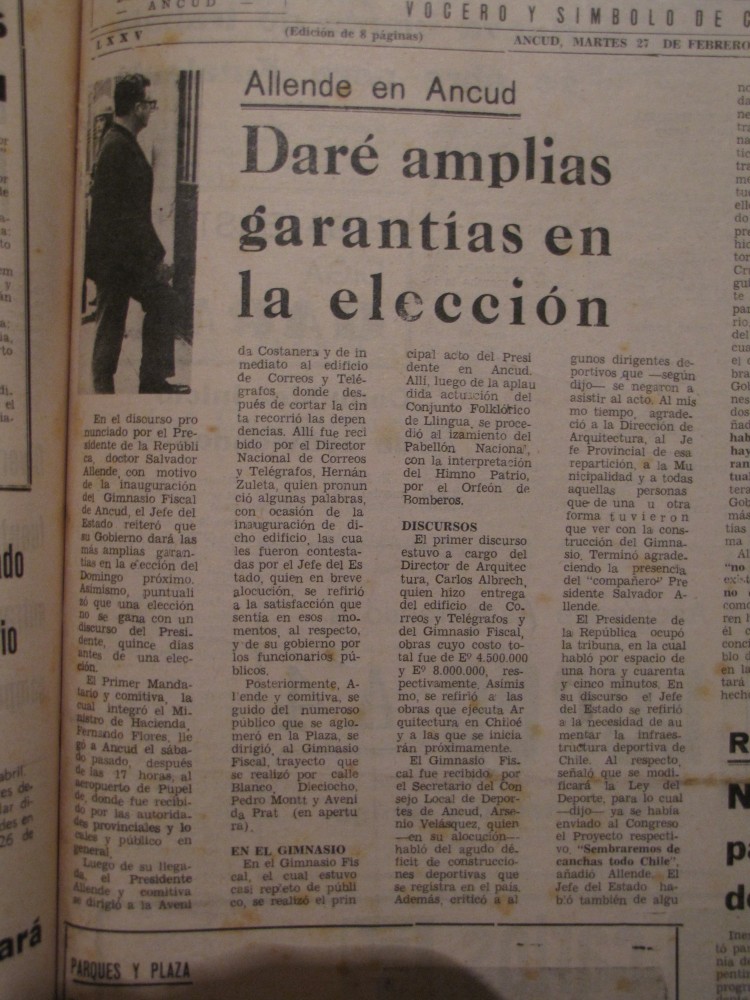 ANCUD
VOCERO Y SIMBOLO DE
LXXV
(Edición de 8 páginas)
ANCUD, MARTES 27 DE FEBRERO
Allende en Ancud
Daré amplias
garantías en
la elección
En el discurso pro
nunciado por el Pre-
sidente de la Repúbli
ca, doctor Salvador
Allende, con motivo
de la inauguración
del Gimnasio Fiscal
de Ancud, el Jefe del
Estado reiteró que
su Gobierno dará las
más amplias garan-
tías en la elección del
Domingo próximo.
Asimismo, puntuali
zó que una elección
no se gana con un
discurso del Presi-
dente, quince días
antes de una elec-
ción.
El Primer Manda-
tario y comitiva, la
cual integró el Mi-
nistro de Hacienda,
Fernando Flores, lle
gó a Ancud el sába-
do pasado, después
de las 17 horas, al
aeropuerto de Pupel
de, donde fue recibi-
do por las autorida-
des provinciales y lo
cales y público en
general.
Luego de su llega-
da, el Presidente
Allende y comitiva
se dirigió a la Aveni
da Costanera y de in
mediato al edificio
de Correos y Telé-
grafos, donde des-
pués de cortar la cin
ta recorrió las depen
dencias. Allí fue reci
bido por el Director
Nacional de Correos
y Telégrafos, Hernán
Zuleta, quien pronun
ció algunas palabras,
con ocasión de la
inauguración de di-
cho edificio, las cua
les fueron contesta-
das por el Jefe del Es
tado, quien en breve
alocución, se refirió
a la satisfacción que
sentía en esos mo-
mentos, al respecto,
y de su gobierno por
los funcionarios pú-
blicos.
Posteriormente, A-
llende y comitiva, se
guido del numeroso
público que se aglo-
meró en la Plaza, se
dirigió, al Gimnasio
Fiscal, trayecto que
se realizó por calle
Blanco, Dieciocho,
Pedro Montt y Aveni
da Prat (en apertu
ra).
EN EL GIMNASIO
En el Gimnasio Fis
cal, el cual estuvo
casi repleto de públi
co, se realizó el prin
cipal acto del Presi
dente en Ancud.
Allí, luego de la aplau
dida actuación del
Conjunto Folklórico
de Llingua, se proce-
dió al izamiento del
Pabellón Nacional,
con la interpretación
del Himno Patrio,
por el Orfeón de
Bomberos.
DISCURSOS
El primer discurso
estuvo a cargo del
Director de Arquitec
tura, Carlos Albrech,
quien hizo entrega
del edificio de Co-
rreos y Telégrafos y
del Gimnasio Fiscal,
obras cuyo costo to-
tal fue de Eº 4.500.000
y Eº 8.000.000, res-
pectivamente. Asimis
mo, se refirió a las
obras que ejecuta Ar
quitectura en Chiloé
y a las que se inicia
rán próximamente.
El Gimnasio Fis-
cal fue recibido por
el Secretario del Con
sejo Local de Depor-
tes de Ancud, Arse-
nio Velásquez, quien
—en su alocución—
habló del agudo dé-
ficit de construccio-
nes deportivas que
se registra en el país.
Además, criticó a al
gunos dirigentes de-
portivos que —según
dijo— se negaron a
asistir al acto. Al mis
mo tiempo, agrade-
ció a la Dirección de
Arquitectura, al Je
fe Provincial de esa
repartición, a la Mu
nicipalidad y a todas
aquellas personas
que de una u otra
forma tuvieron
que ver con la cons-
trucción del Gimna-
sio. Terminó agrade-
ciendo la presencia
del "compañero" Pre
sidente Salvador A-
llende.
El Presidente de
la República ocupó
la tribuna, en la cual
habló por espacio de
una hora y cuarenta
y cinco minutos. En
su discurso el Jefe
del Estado se refirió
a la necesidad de au
mentar la infraes-
tructura deportiva de
Chile. Al respecto,
señaló que se modi-
ficará la Ley del
Deporte, para lo cual
—dijo— ya se había
enviado al Congreso
el Proyecto respecti-
vo. "Sembraremos de
canchas todo Chile",
añadió Allende. El
Jefe del Estado ha-
bló también de algu
PARQUES Y PLAZA